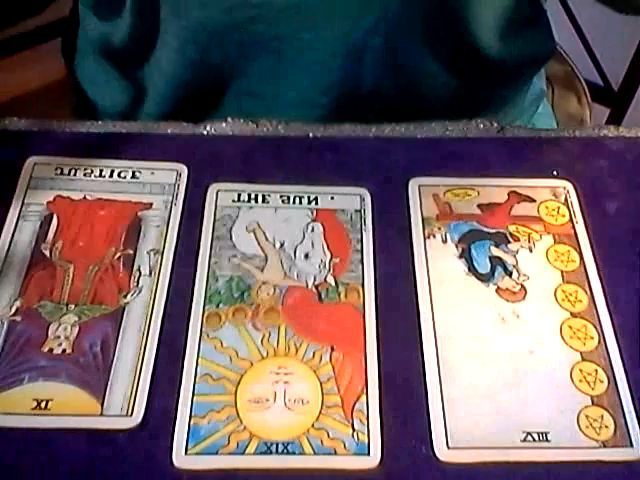 XI
JUSTICE .
XIX
THE SUN .
VIII